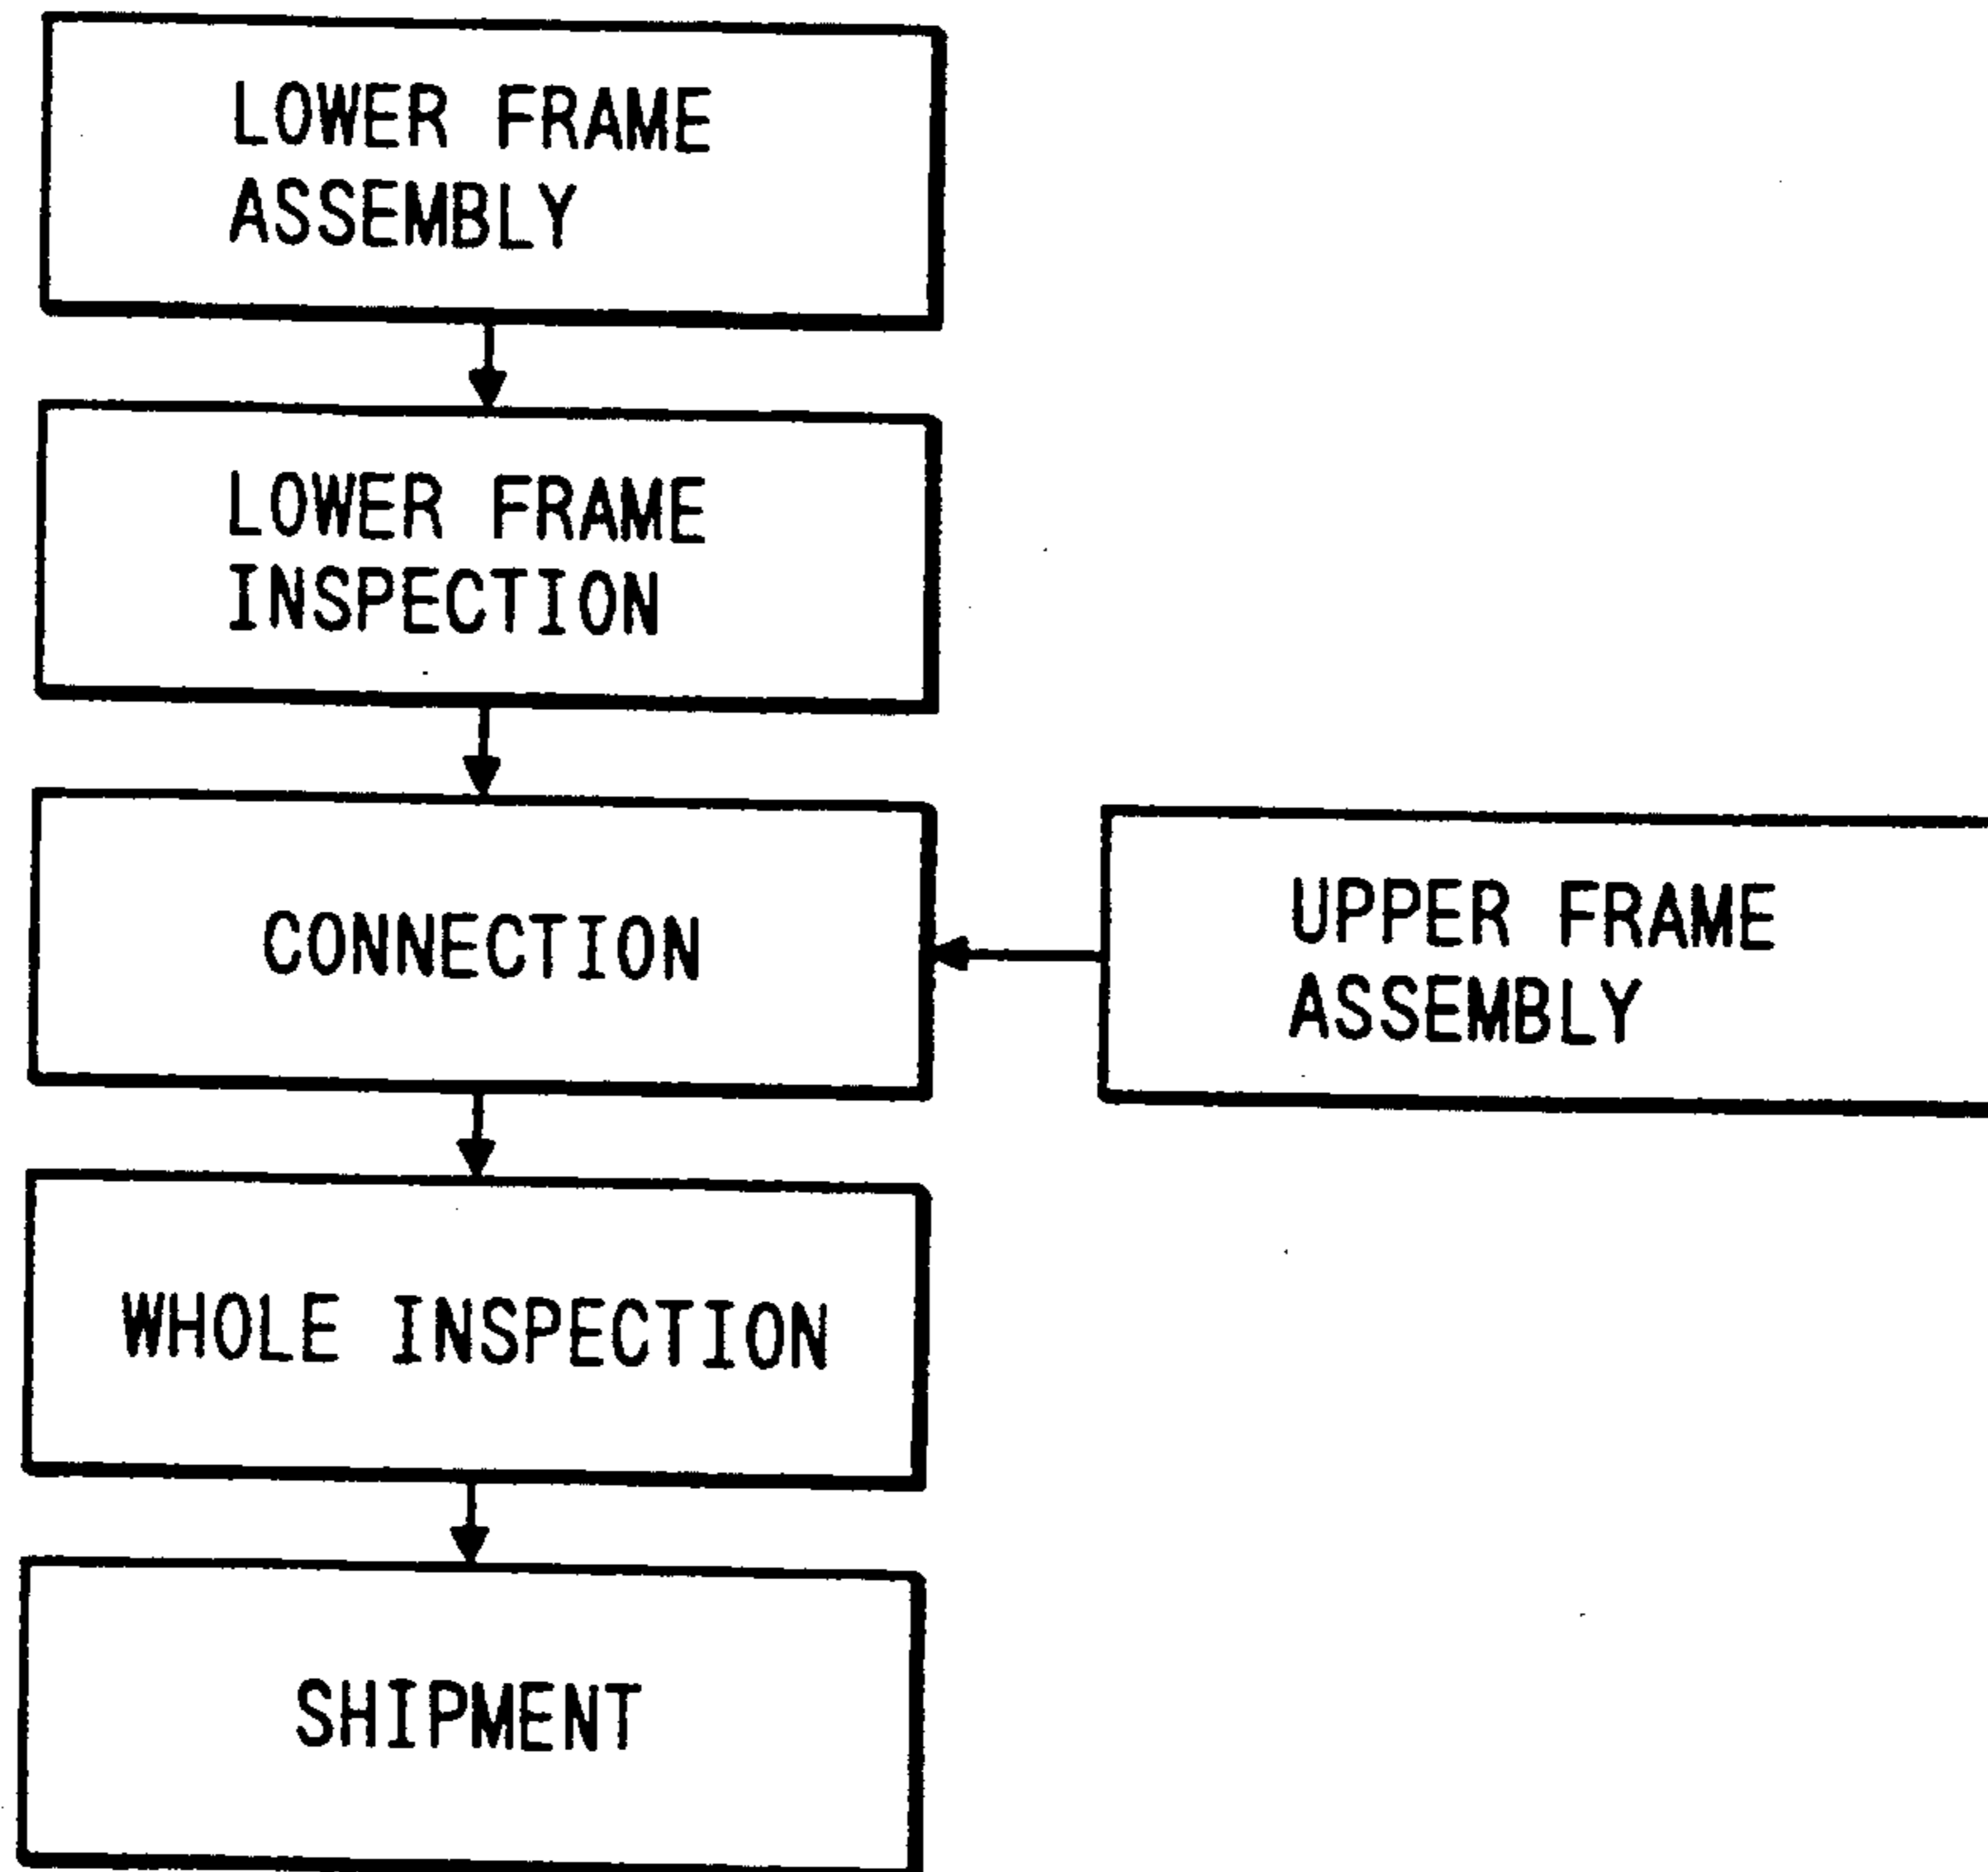 LOWER FRAME
ASSEMBLY
LOWER FRAME
INSPECTION
CONNECTION
UPPER FRAME
ASSEMBLY
WHOLE INSPECTION
SHIPMENT